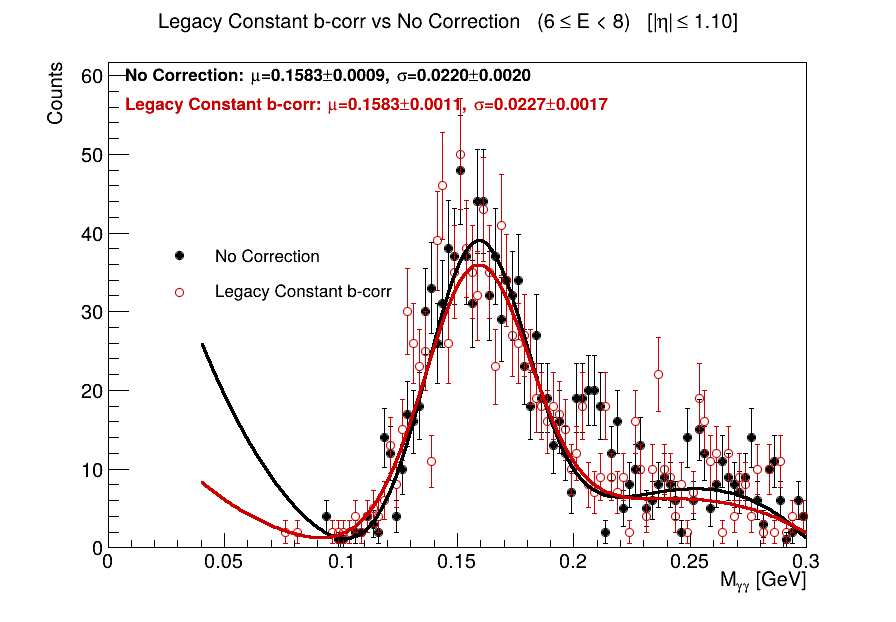 Legacy Constant b-corr vs No Correction (6 ≤ E < 8) [|η| ≤ 1.10]
No Correction: μ=0.1583±0.0009, σ=0.0220±0.0020
Legacy Constant b-corr: μ=0.1583±0.0011, σ=0.0227±0.0017
Counts
60
50
40
30
20
10
0
No Correction
Legacy Constant b-corr
0 0.05 0.1 0.15 0.2 0.25 0.3
M_γγ [GeV]